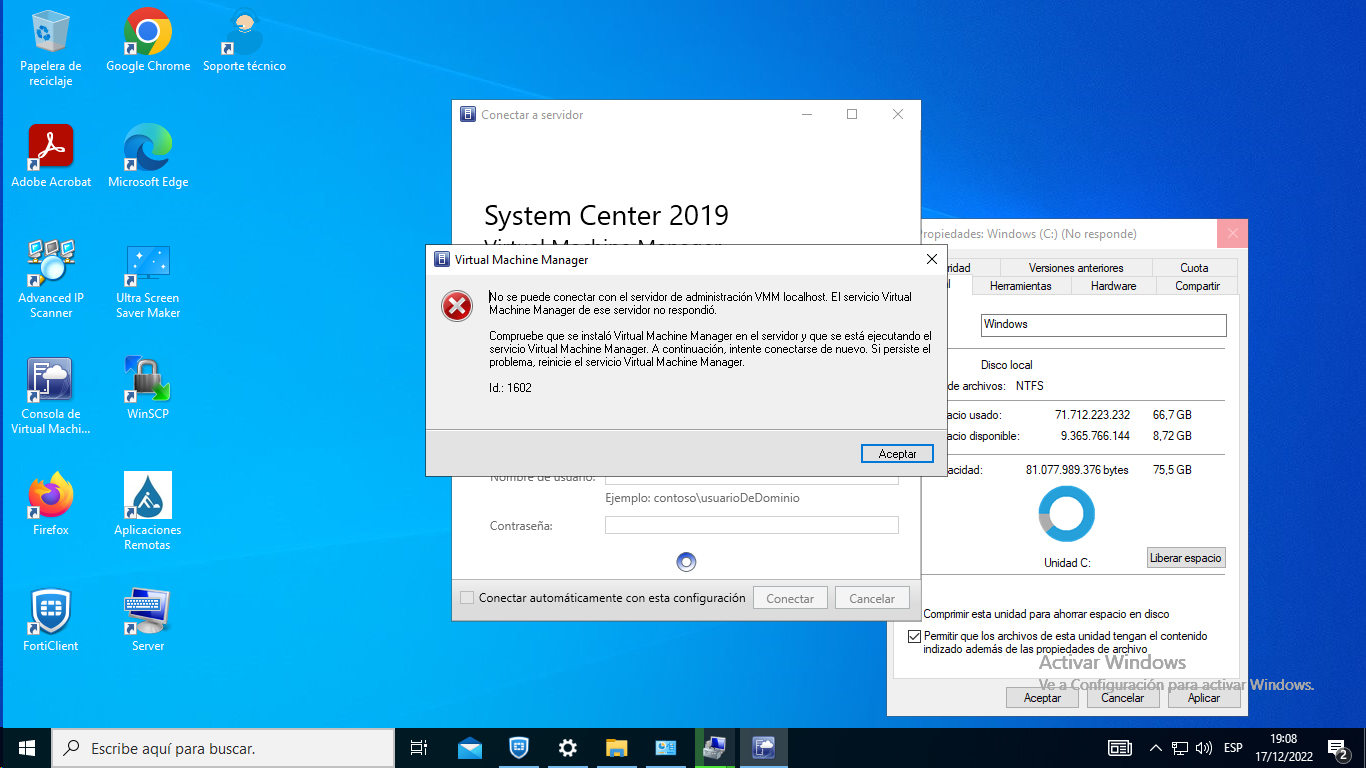 Papelera de
reciclaje
Google Chrome
Soporte técnico
Adobe Acrobat
Microsoft Edge
Advanced IP
Scanner
Ultra Screen
Saver Maker
Consola de
Virtual Machi...
WinSCP
Firefox
Aplicaciones
Remotas
FortiClient
Server
Conectar a servidor
System Center 2019
Virtual Machine Manager
Virtual Machine Manager
No se puede conectar con el servidor de administración VMM localhost. El servicio Virtual
Machine Manager de ese servidor no respondió.
Compruebe que se instaló Virtual Machine Manager en el servidor y que se está ejecutando el
servicio Virtual Machine Manager. A continuación, intente conectarse de nuevo. Si persiste el
problema, reinicie el servicio Virtual Machine Manager.
Id.: 1602
Aceptar
Nombre de usuario:
Ejemplo: contoso\usuarioDeDominio
Contraseña:
Conectar automáticamente con esta configuración
Conectar
Cancelar
ropiedades: Windows (C:) (No responde)
ridad
Versiones anteriores
Cuota
Herramientas
Hardware
Compartir
Windows
Disco local
de archivos: NTFS
acio usado: 71.712.223.232 66,7 GB
acio disponible: 9.365.766.144 8,72 GB
acidad: 81.077.989.376 bytes 75,5 GB
Unidad C:
Liberar espacio
Comprimir esta unidad para ahorrar espacio en disco
Permitir que los archivos de esta unidad tengan el contenido
indizado además de las propiedades de archivo
Aceptar
Cancelar
Aplicar
Activar Windows
Ve a Configuración para activar Windows.
Escribe aquí para buscar.
ESP
19:08
17/12/2022
2